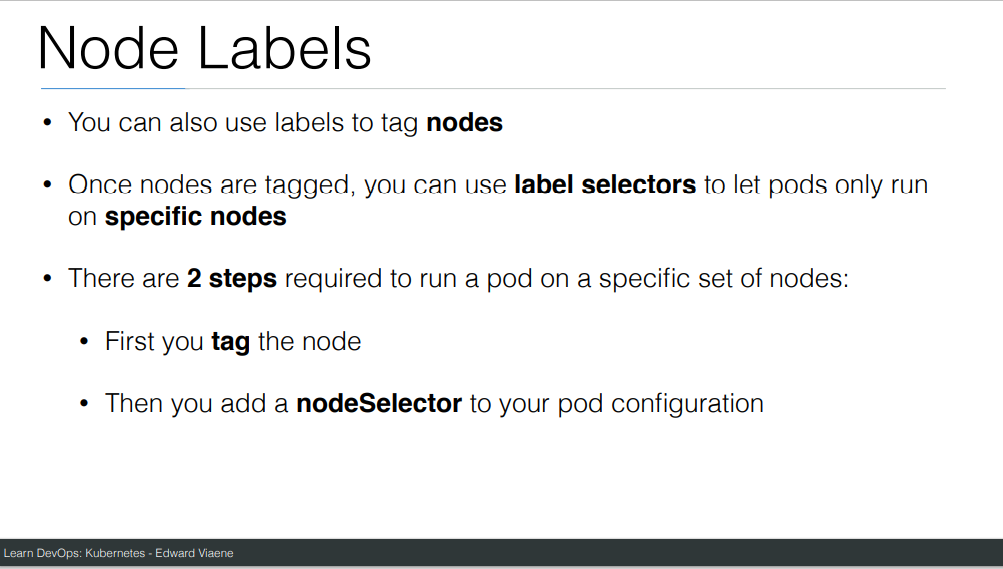 Node Labels
• You can also use labels to tag nodes
• Once nodes are tagged, you can use label selectors to let pods only run
on specific nodes
• There are 2 steps required to run a pod on a specific set of nodes:
• First you tag the node
• Then you add a nodeSelector to your pod configuration
Learn DevOps: Kubernetes - Edward Viaene